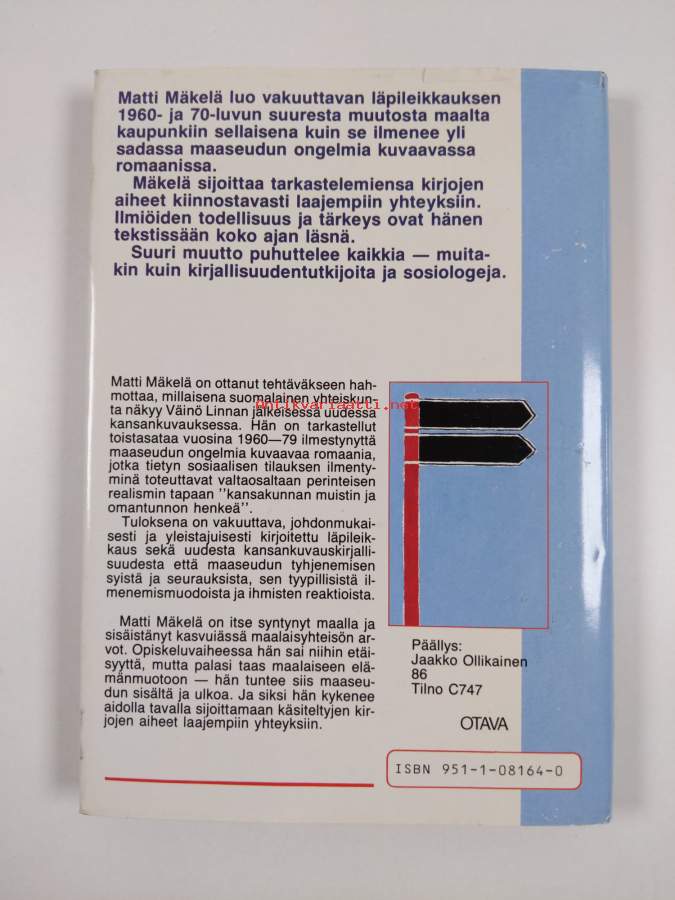 Matti Mäkelä luo vakuuttavan läpileikkauksen
1960- ja 70-luvun suuresta muutosta maalta
kaupunkiin sellaisena kuin se ilmenee yli
sadassa maaseudun ongelmia kuvaavassa
romaanissa.
Mäkelä sijoittaa tarkastelemiensa kirjojen
aiheet kiinnostavasti laajempiin yhteyksiin.
Ilmiöiden todellisuus ja tärkeys ovat hänen
tekstissään koko ajan läsnä.
Suuri muutto puhuttelee kaikkia — muita-
kin kuin kirjallisuudentutkijoita ja sosiologeja.
Matti Mäkelä on ottanut tehtäväkseen hah-
mottaa, millaisena suomalainen yhteiskun-
ta näkyy Väinö Linnan jälkeisessä uudessa
kansankuvauksessa. Hän on tarkastellut
toistasataa vuosina 1960—79 ilmestynyttä
maaseudun ongelmia kuvaavaa romaania,
jotka tietyn sosiaalisen tilauksen ilmenty-
minä toteuttavat valtaosaltaan perinteisen
realismin tapaan ''kansakunnan muistin ja
omantunnon henkeä''.
Tuloksena on vakuuttava, johdonmukai-
sesti ja yleistajuisesti kirjoitettu läpileik-
kaus sekä uudesta kansankuvauskirjalli-
suudesta että maaseudun tyhjenemisen
syistä ja seurauksista, sen tyypillisistä il-
menemismuodoista ja ihmisten reaktioista.
Matti Mäkelä on itse syntynyt maalla ja
sisäistänyt kasvuiässä maalaisyhteisön ar-
vot. Opiskeluvaiheessa hän sai niihin etäi-
syyttä, mutta palasi taas maalaiseen elä-
mänmuotoon — hän tuntee siis maaseu-
dun sisältä ja ulkoa. Ja siksi hän kykenee
aidolla tavalla sijoittamaan käsiteltyjen kir-
jojen aiheet laajempiin yhteyksiin.
Antikvariaatti.net
Päällys:
Jaakko Ollikainen
86
Tilno C747
OTAVA
ISBN 951-1-08164-0